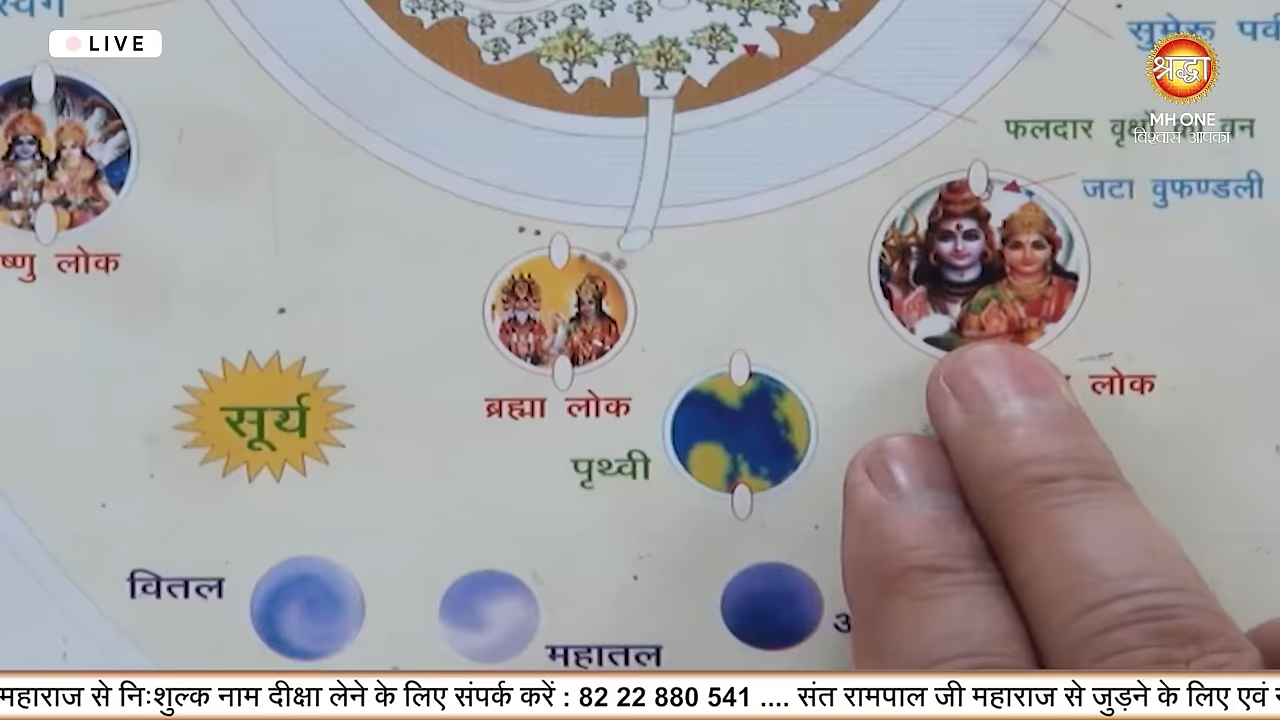 LIVE
सुमेरू
श्रद्धा
MH ONE
विश्वास आपका
फलदार
वन
जटा वुफण्डली
लोक
ब्रह्मा लोक
लोक
सूर्य
पृथ्वी
वितल
महातल
महाराज से निःशुल्क नाम दीक्षा लेने के लिए संपर्क करें : 82 22 880 541 .... संत रामपाल जी महाराज से जुड़ने के लिए एवं